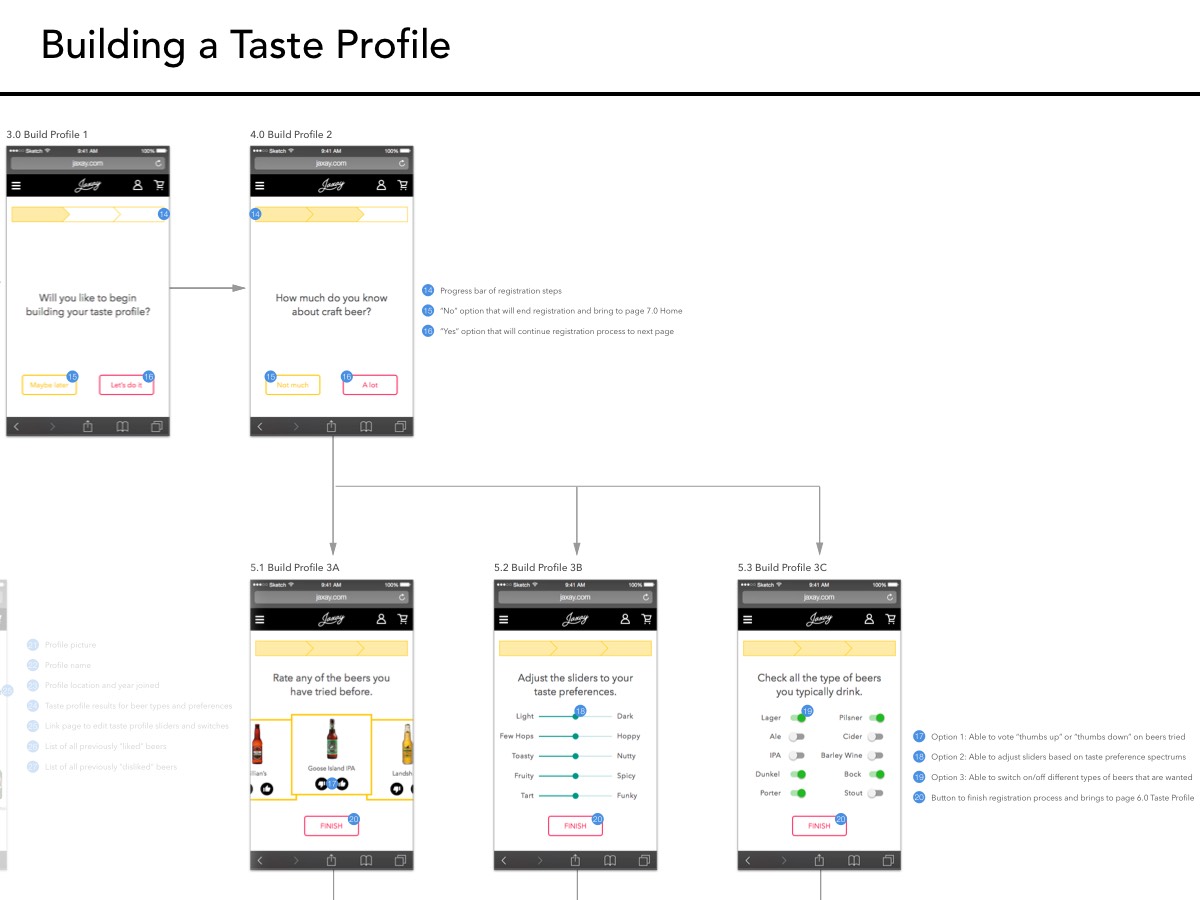 Building a Taste Profile
3.0 Build Profile 1
4.0 Build Profile 2
Sketch 9:41 AM 100%
jaxay.com
Jaxay
14
Will you like to begin
building your taste profile?
Maybe later
15
Let's do it
16
Sketch 9:41 AM 100%
jaxay.com
Jaxay
14
How much do you know
about craft beer?
15
Not much
16
A lot
14 Progress bar of registration steps
15 "No" option that will end registration and bring to page 7.0 Home
16 "Yes" option that will continue registration process to next page
5.1 Build Profile 3A
5.2 Build Profile 3B
5.3 Build Profile 3C
21 Profile picture
22 Profile name
23 Profile location and year joined
24 Taste profile results for beer types and preferences
25 Link page to edit taste profile sliders and switches
26 List of all previously "liked" beers
27 List of all previously "disliked" beers
Sketch 9:41 AM 100%
jaxay.com
Jaxay
Rate any of the beers you
have tried before.
Goose Island IPA
llian's
Landsh
17
20
FINISH
Sketch 9:41 AM 100%
jaxay.com
Jaxay
Adjust the sliders to your
taste preferences.
18
Light Dark
Few Hops Hoppy
Toasty Nutty
Fruity Spicy
Tart Funky
20
FINISH
Sketch 9:41 AM 100%
jaxay.com
Jaxay
Check all the type of beers
you typically drink.
19
Lager Pilsner
Ale Cider
IPA Barley Wine
Dunkel Bock
Porter Stout
20
FINISH
17 Option 1: Able to vote "thumbs up" or "thumbs down" on beers tried
18 Option 2: Able to adjust sliders based on taste preference spectrums
19 Option 3: Able to switch on/off different types of beers that are wanted
20 Button to finish registration process and brings to page 6.0 Taste Profile